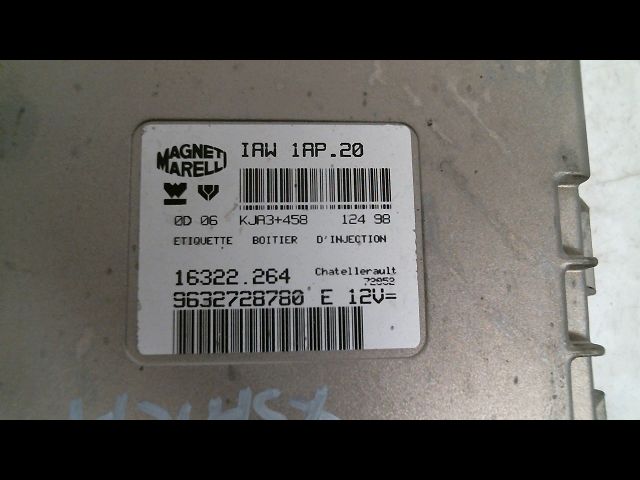 MAGNETI
MARELLI
IAW 1AP.20
0D 06 KJA3+458 124 98
ETIQUETTE BOITIER D'INJECTION
16322.264 Chatellerault
72052
9632728780 E 12V=